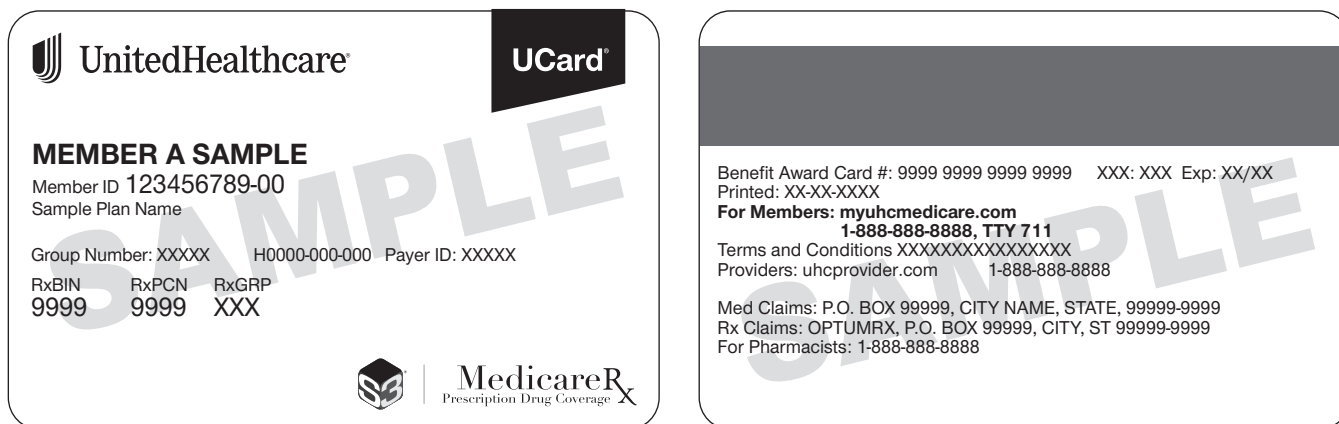 UnitedHealthcare®
UCard®
MEMBER A SAMPLE
Member ID 123456789-00
Sample Plan Name
Group Number: XXXXX H0000-000-000 Payer ID: XXXXX
RxBIN RxPCN RxGRP
9999 9999 XXX
SAMPLE
S3
MedicareRx
Prescription Drug Coverage
Benefit Award Card #: 9999 9999 9999 9999 XXX: XXX Exp: XX/XX
Printed: XX-XX-XXXX
For Members: myuhcmedicare.com
1-888-888-8888, TTY 711
Terms and Conditions XXXXXXXXXXXXXXXX
Providers: uhcprovider.com 1-888-888-8888
Med Claims: P.O. BOX 99999, CITY NAME, STATE, 99999-9999
Rx Claims: OPTUMRX, P.O. BOX 99999, CITY, ST 99999-9999
For Pharmacists: 1-888-888-8888
SAMPLE